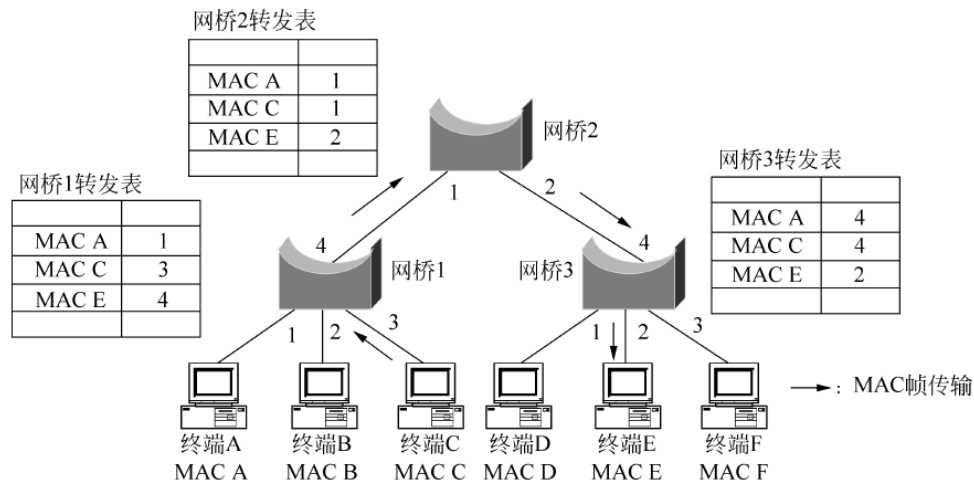 网桥2转发表
MAC A 1
MAC C 1
MAC E 2
网桥2
1
2
网桥1转发表
MAC A 1
MAC C 3
MAC E 4
网桥3转发表
MAC A 4
MAC C 4
MAC E 2
4
网桥1
1
2
3
网桥3
4
1
2
3
：MAC帧传输
终端A
MAC A
终端B
MAC B
终端C
MAC C
终端D
MAC D
终端E
MAC E
终端F
MAC F